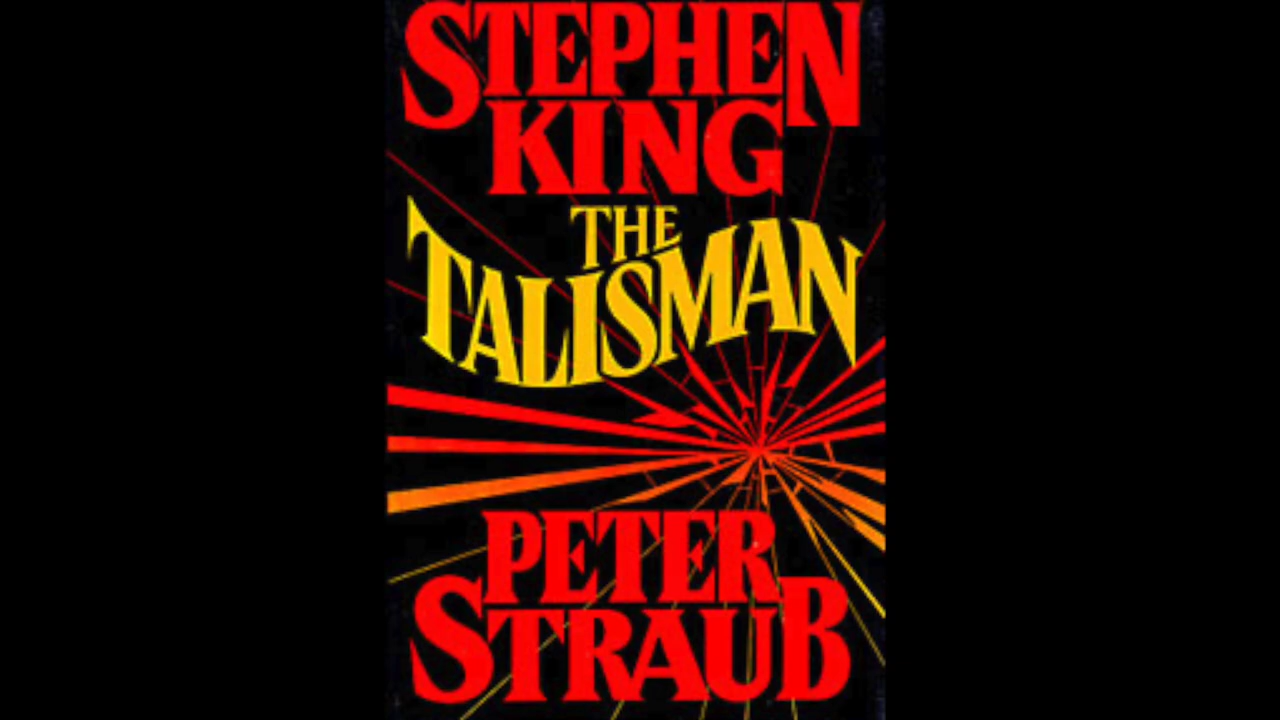 STEPHEN
KING
THE
TALISMAN
PETER
STRAUB